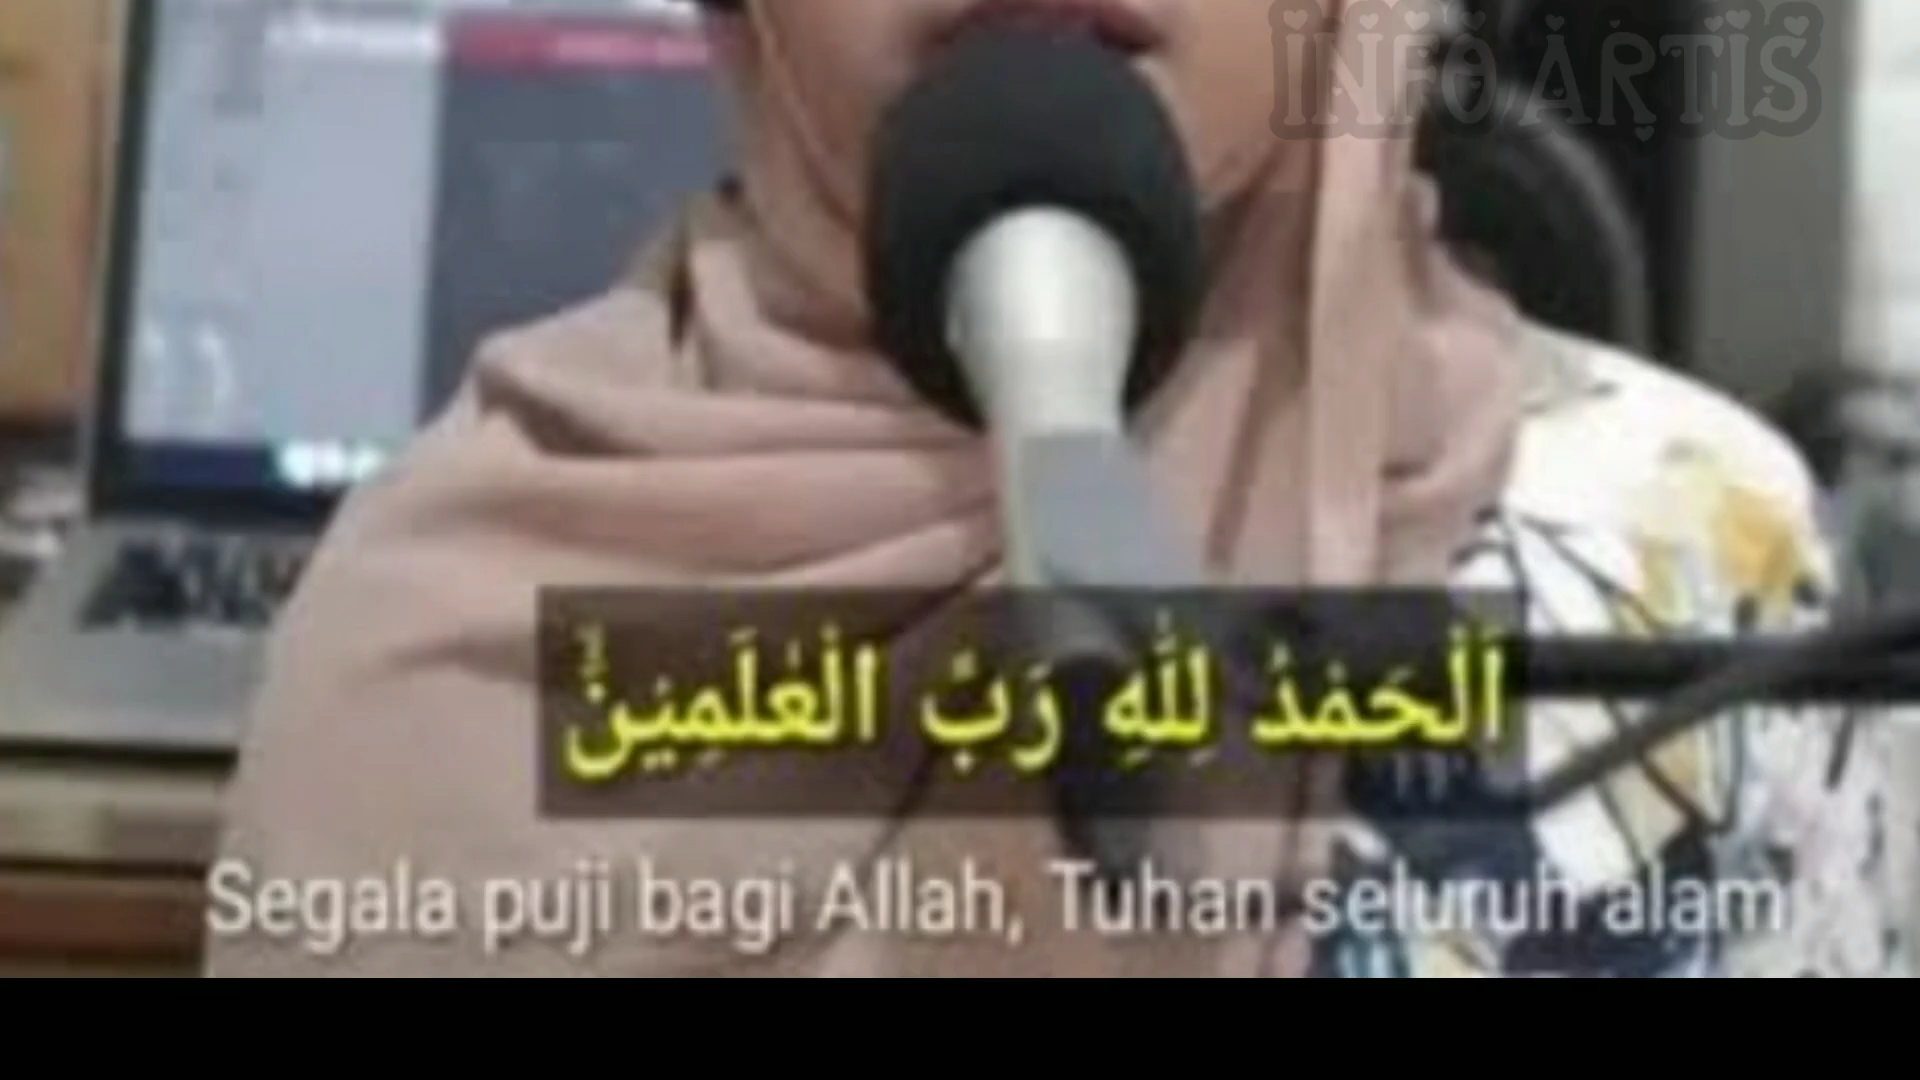 INFO ARTIS
اَلْحَمْدُ لِلّٰهِ رَبِّ الْعٰلَمِيْنَۙ
Segala puji bagi Allah, Tuhan seluruh alam